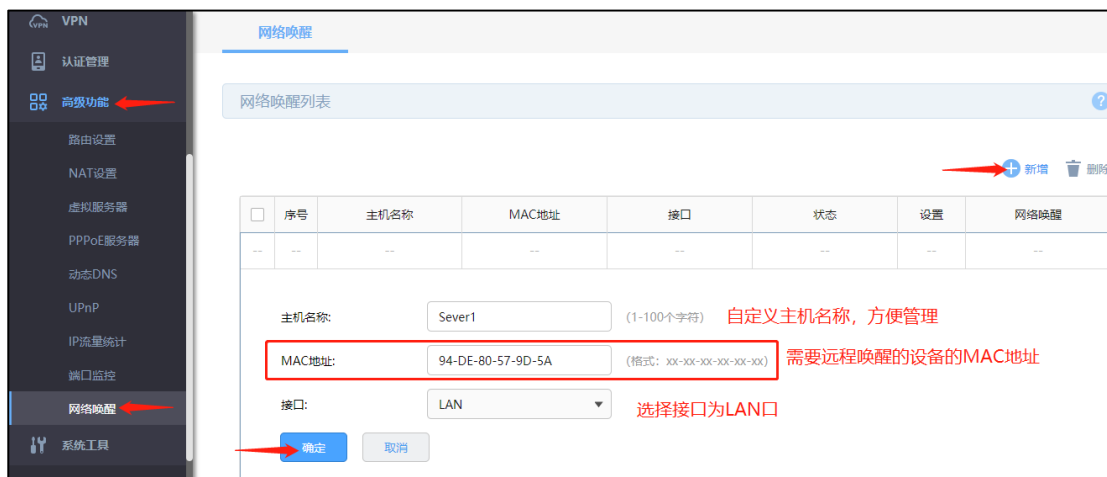 VPN
VPN
认证管理
高级功能
路由设置
NAT设置
虚拟服务器
PPPoE服务器
动态DNS
UPnP
IP流量统计
端口监控
网络唤醒
系统工具
网络唤醒
网络唤醒列表
?
新增 删除
序号 主机名称 MAC地址 接口 状态 设置 网络唤醒
-- -- -- -- -- -- -- --
主机名称: Sever1 (1-100个字符) 自定义主机名称，方便管理
MAC地址: 94-DE-80-57-9D-5A (格式：xx-xx-xx-xx-xx-xx) 需要远程唤醒的设备的MAC地址
接口: LAN 选择接口为LAN口
确定 取消